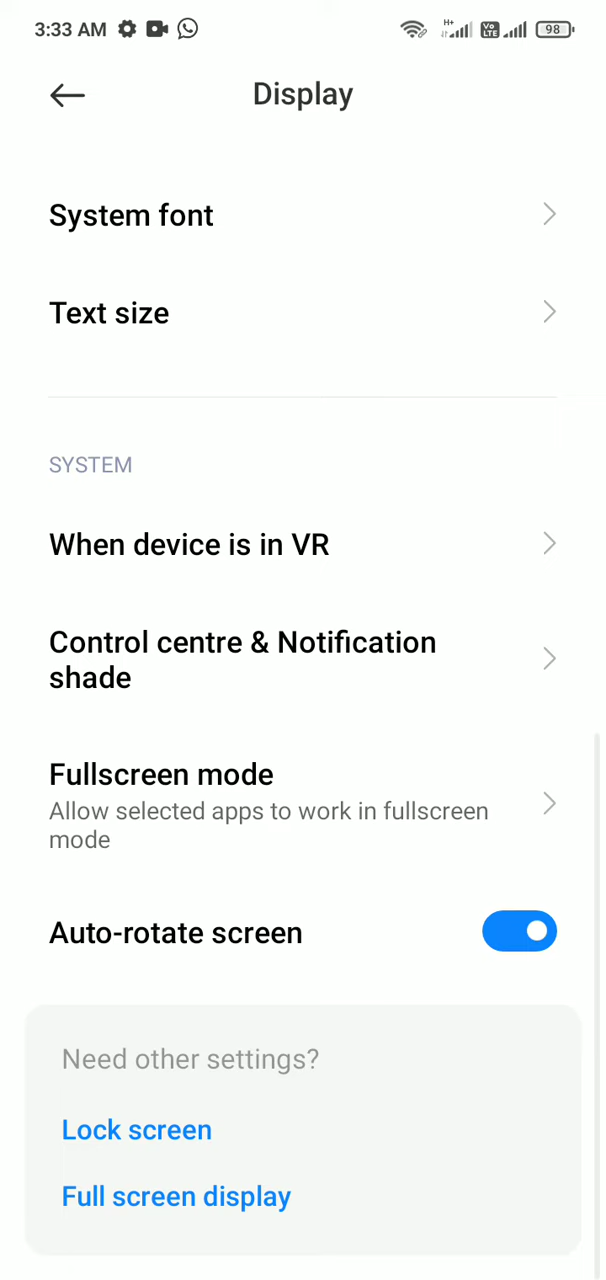 3:33 AM H+ Vo LTE 98
Display
System font
Text size
SYSTEM
When device is in VR
Control centre & Notification
shade
Fullscreen mode
Allow selected apps to work in fullscreen
mode
Auto-rotate screen
Need other settings?
Lock screen
Full screen display